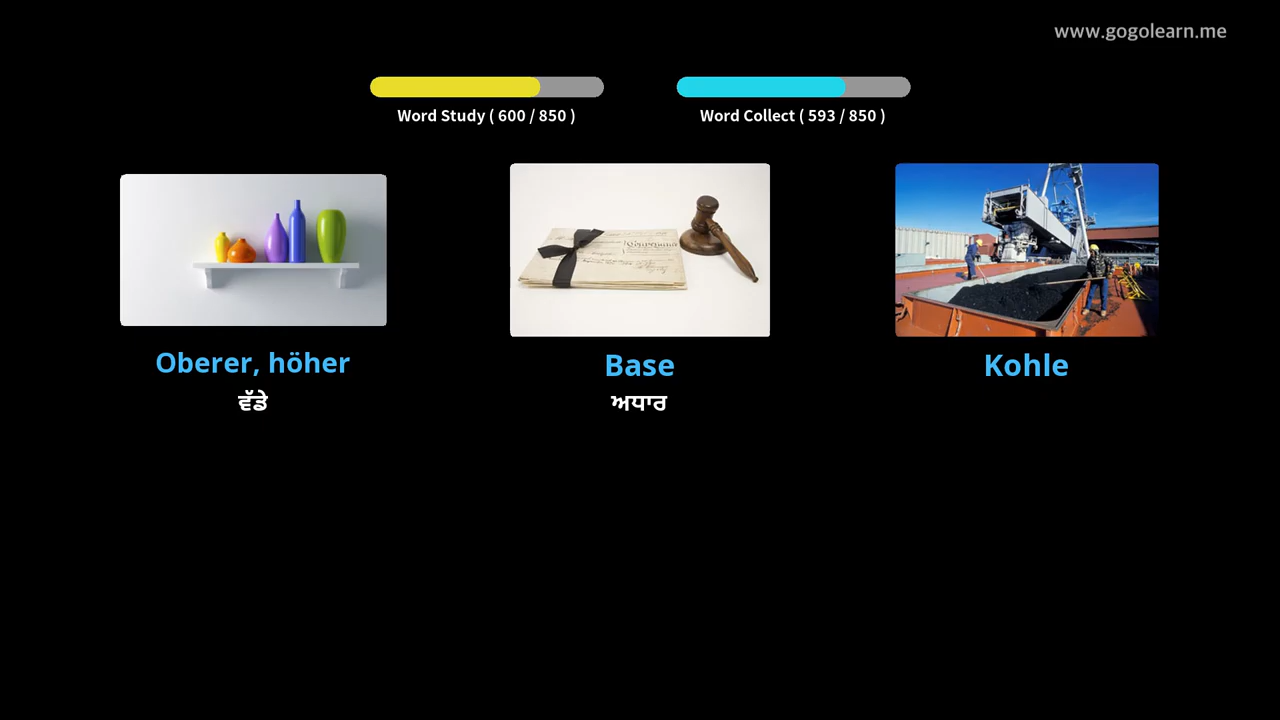 www.gogolearn.me
Word Study ( 600 / 850 )
Word Collect ( 593 / 850 )
Oberer, höher
ਵੱਡੇ
Base
ਅਧਾਰ
Kohle